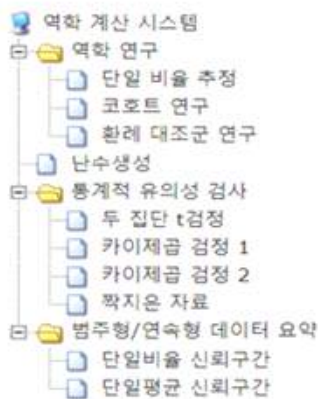 역학 계산 시스템
역학 연구
단일 비율 추정
코호트 연구
환례 대조군 연구
난수생성
통계적 유의성 검사
두 집단 t검정
카이제곱 검정 1
카이제곱 검정 2
짝지은 자료
범주형/연속형 데이터 요약
단일비율 신뢰구간
단일평균 신뢰구간